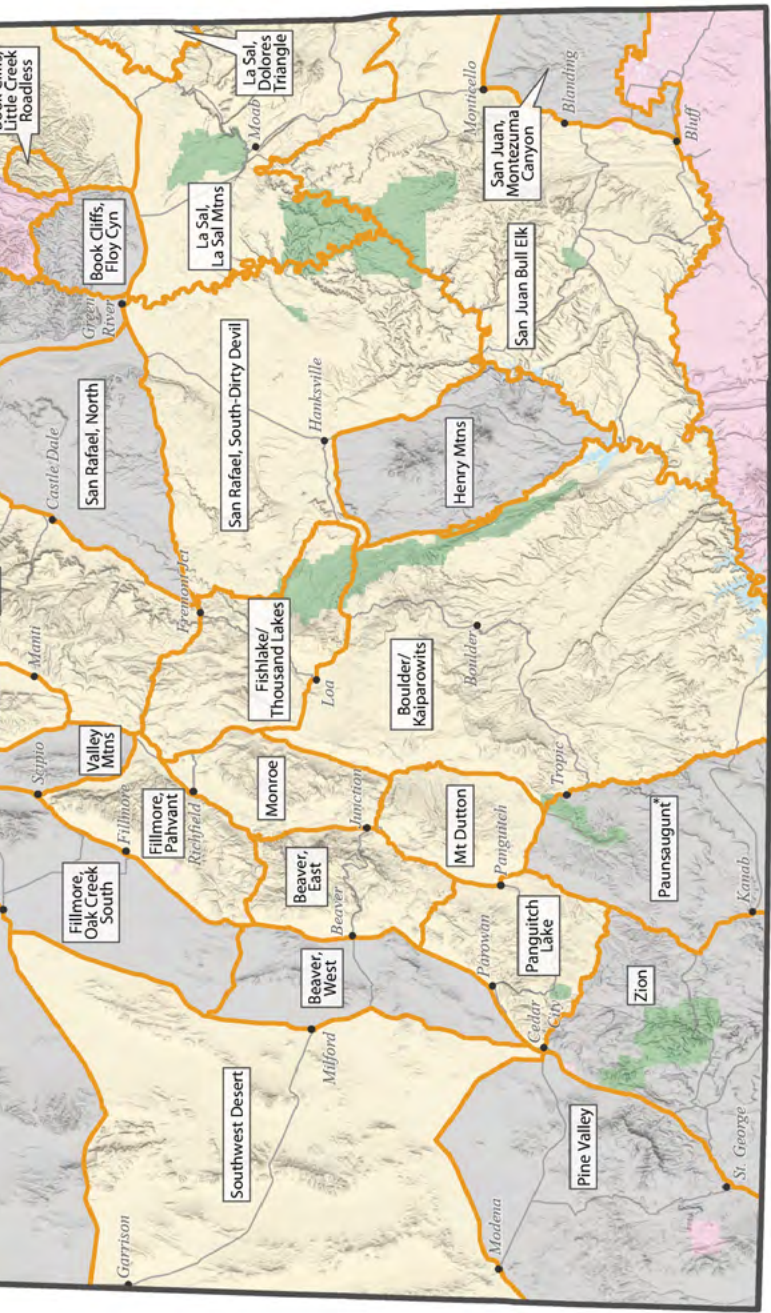 Little Creek
Roadless
Manti
Scipio
Castle Dale
Fillmore,
Oak Creek
South
Valley
Mtns
San Rafael, North
Green
River
Book Cliffs,
Floy Cyn
Garrison
Fillmore
Fillmore,
Pahvant
Richfield
Fremont Jct
La Sal,
La Sal Mtns
Moab
La Sal,
Dolores
Triangle
Southwest Desert
Monroe
Fishlake/
Thousand Lakes
San Rafael, South-Dirty Devil
Milford
Beaver,
West
Beaver
Beaver,
East
Junction
Loa
Hanksville
Boulder/
Kaiparowits
Boulder
Henry Mtns
Monticello
Modena
Parowan
Panguitch
Mt Dutton
San Juan Bull Elk
San Juan,
Montezuma
Canyon
Cedar
City
Panguitch
Lake
Tropic
Blanding
Pine Valley
Zion
Paunsaugunt*
Bluff
St. George
Kanab